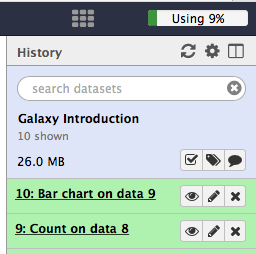 Using 9%
History
search datasets
Galaxy Introduction
10 shown
26.0 MB
10: Bar chart on data 9
9: Count on data 8